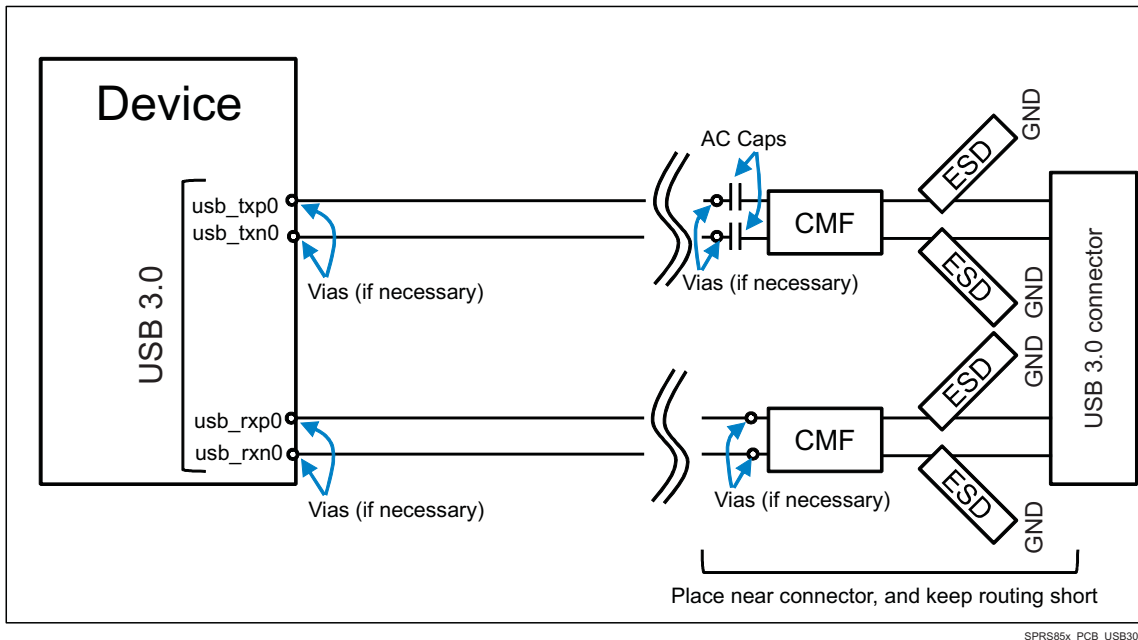 Device
USB 3.0
usb_txp0
usb_txn0
Vias (if necessary)
AC Caps
Vias (if necessary)
CMF
ESD
GND
ESD
GND
usb_rxp0
usb_rxn0
Vias (if necessary)
Vias (if necessary)
CMF
ESD
GND
ESD
GND
USB 3.0 connector
Place near connector, and keep routing short
SPRS85x_PCB_USB30